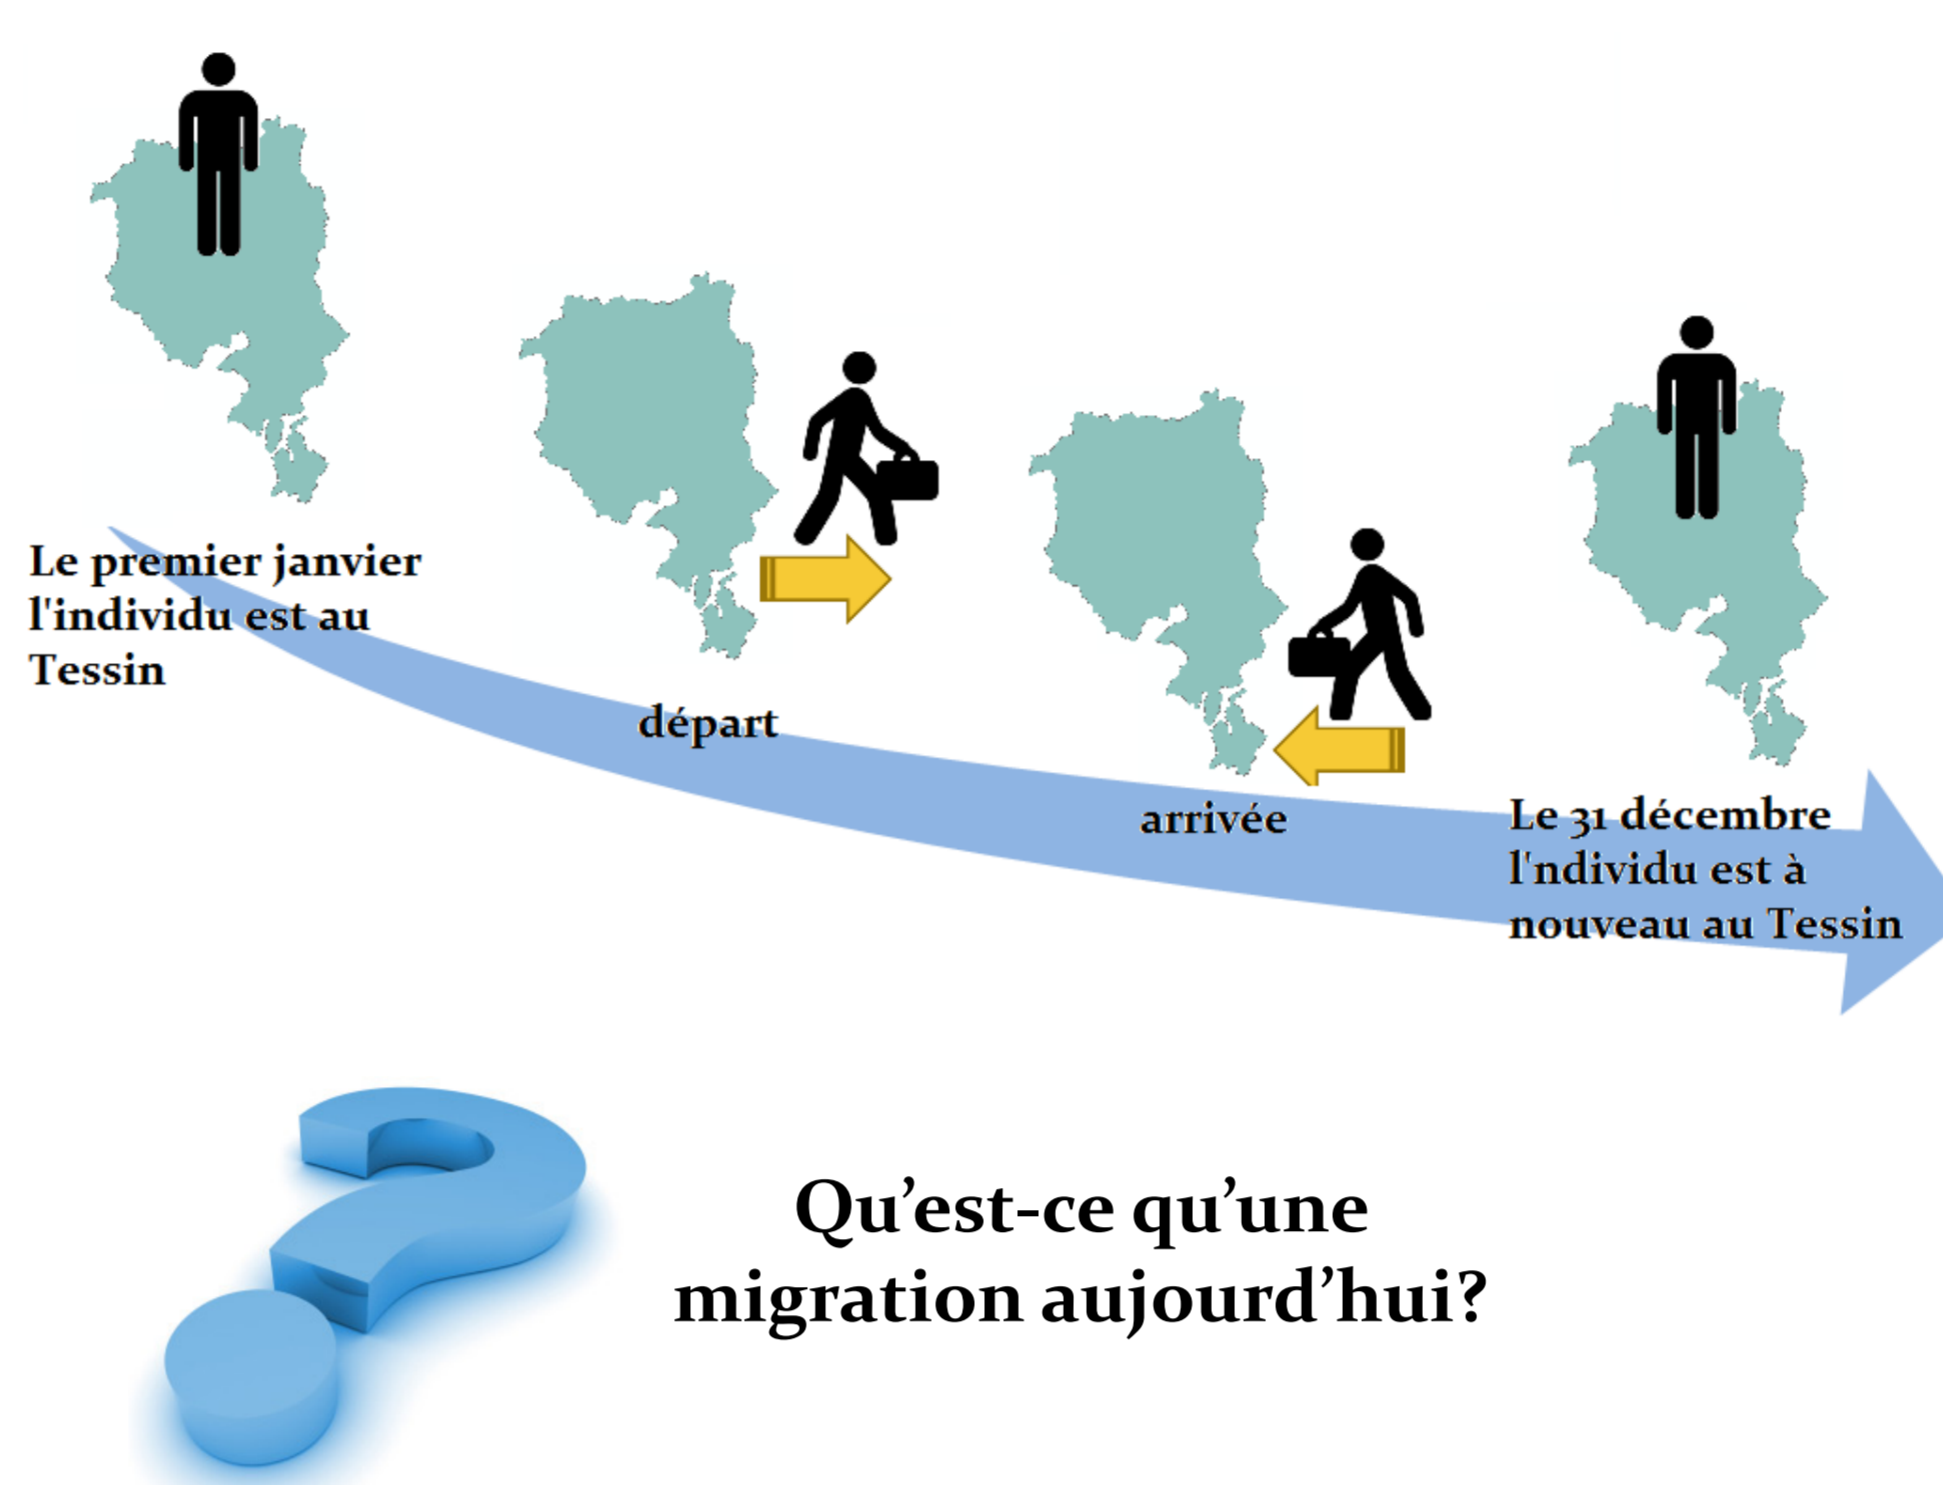 Le premier janvier
l'individu est au
Tessin
départ
arrivée
Le 31 décembre
l'ndividu est à
nouveau au Tessin
Qu’est-ce qu’une
migration aujourd’hui?